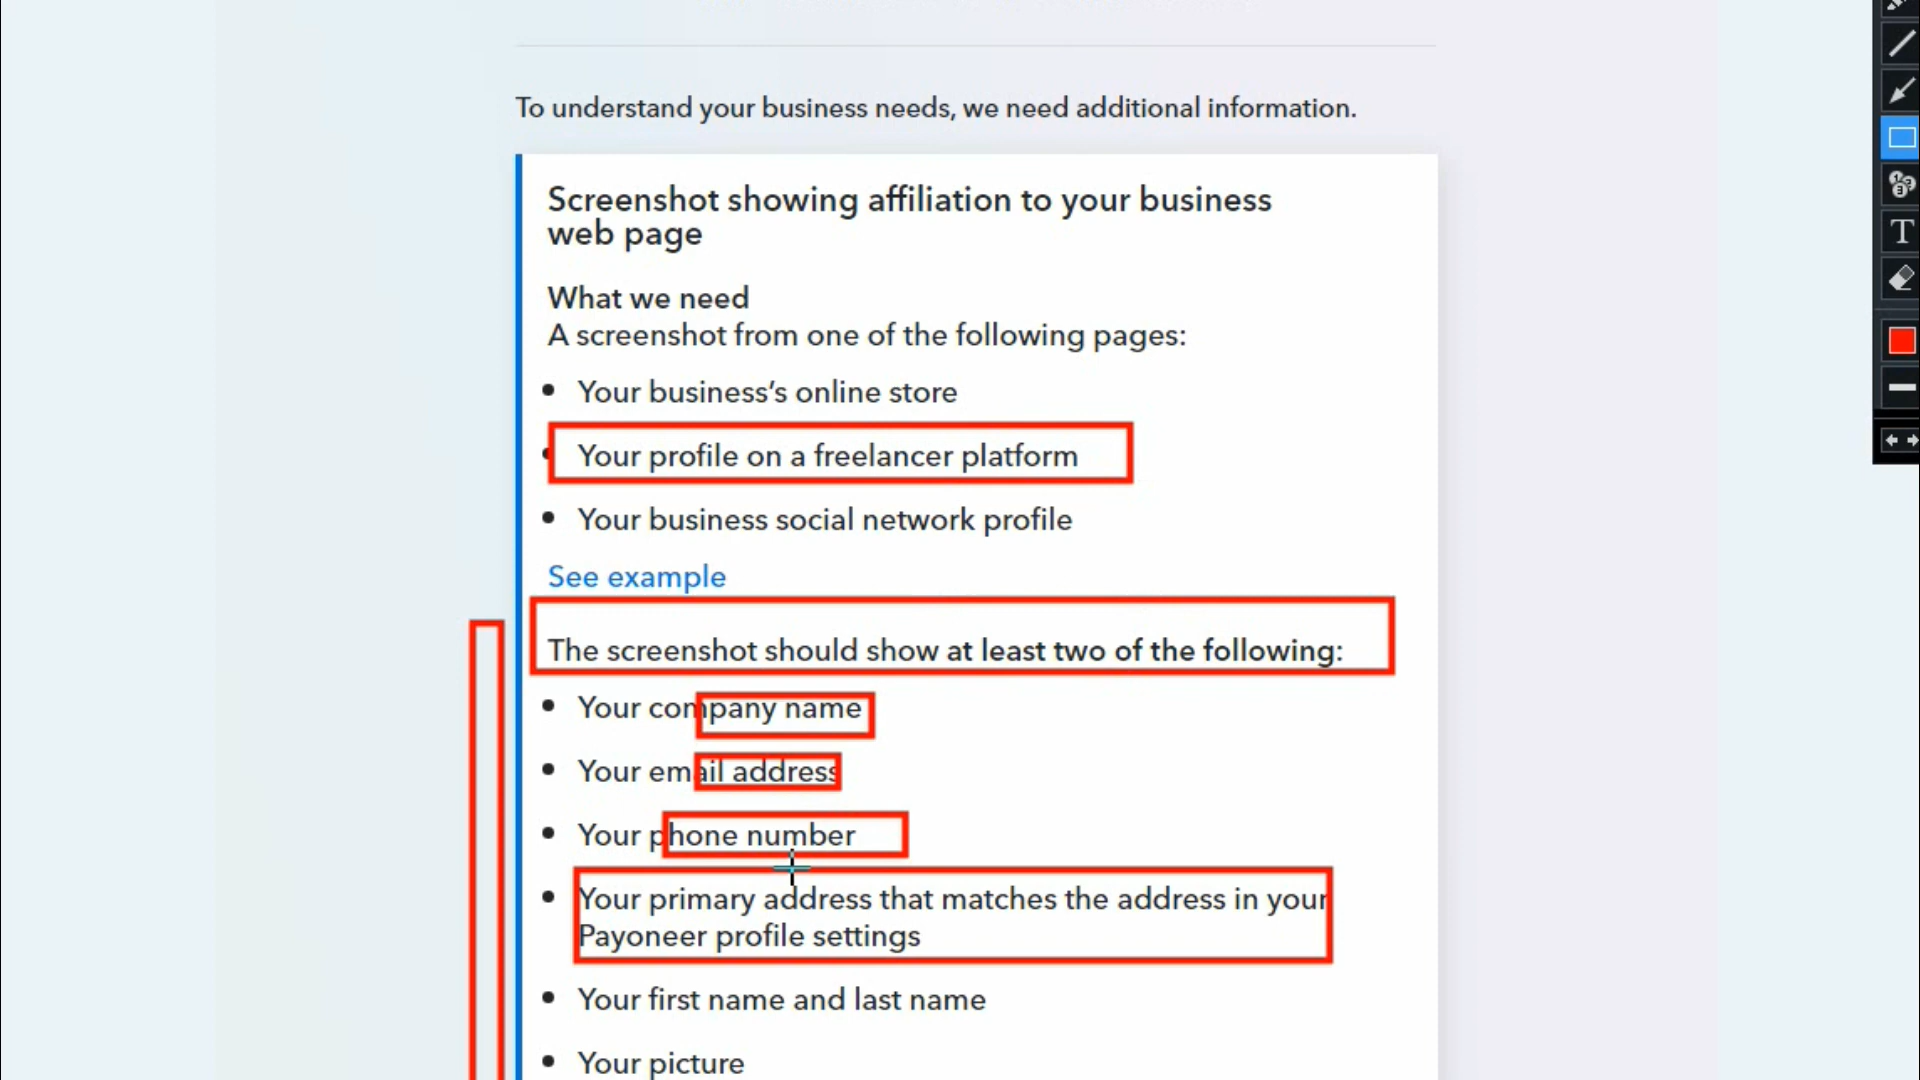 To understand your business needs, we need additional information.
Screenshot showing affiliation to your business
web page
What we need
A screenshot from one of the following pages:
Your business’s online store
Your profile on a freelancer platform
Your business social network profile
See example
The screenshot should show at least two of the following:
Your company name
Your email address
Your phone number
Your primary address that matches the address in your
Payoneer profile settings
Your first name and last name
Your picture
T